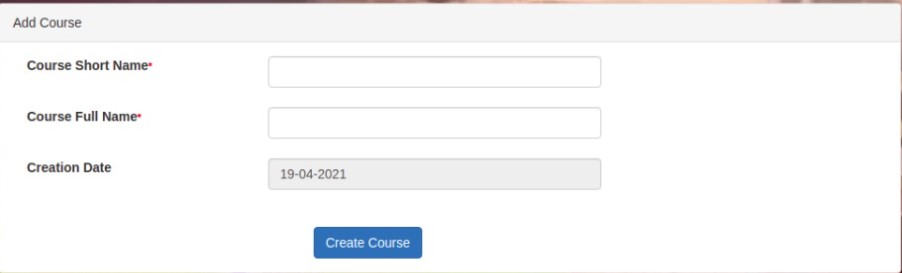 Add Course
Course Short Name*
Course Full Name*
Creation Date
19-04-2021
Create Course